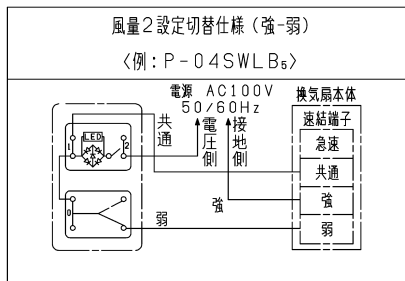 風量2設定切替仕様(強-弱)
〈例:P-04SWLB₅〉
電源 AC100V
50/60Hz
換気扇本体
速結端子
急速
共通
強
弱
共通
電圧側
接地側
LED
1
2
0
強
弱